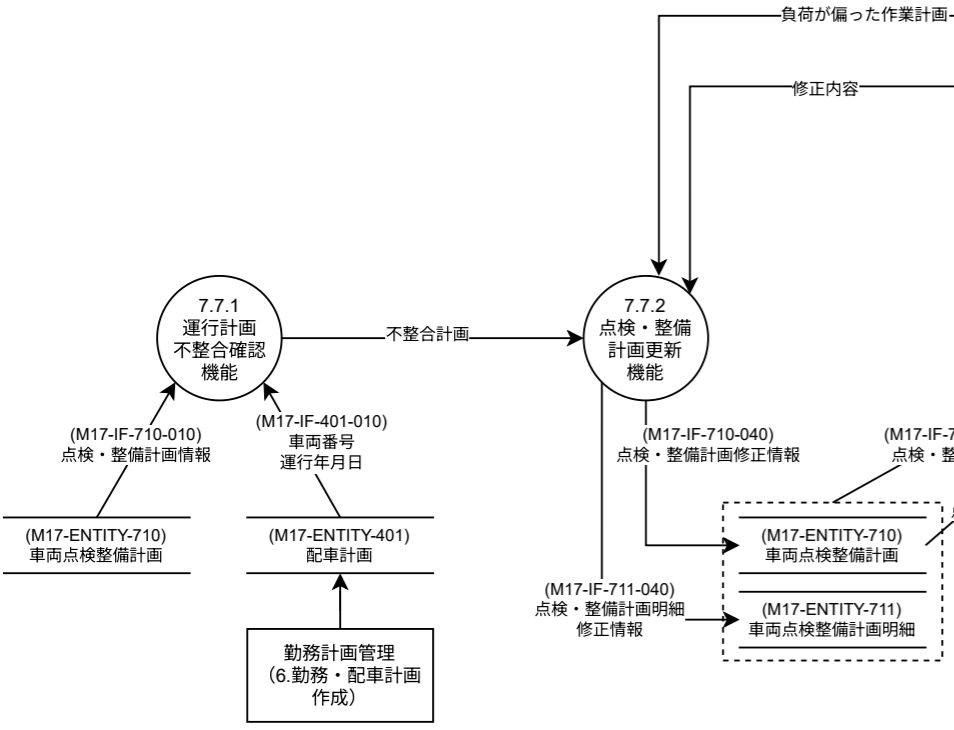 負荷が偏った作業計画
修正内容
7.7.1
運行計画
不整合確認
機能
不整合計画
7.7.2
点検・整備
計画更新
機能
(M17-IF-710-010)
点検・整備計画情報
(M17-IF-401-010)
車両番号
運行年月日
(M17-IF-710-040)
点検・整備計画修正情報
(M17-IF-7
点検・整
(M17-ENTITY-710)
車両点検整備計画
(M17-ENTITY-401)
配車計画
(M17-ENTITY-710)
車両点検整備計画
(M17-IF-711-040)
点検・整備計画明細
修正情報
(M17-ENTITY-711)
車両点検整備計画明細
勤務計画管理
（6.勤務・配車計画
作成）